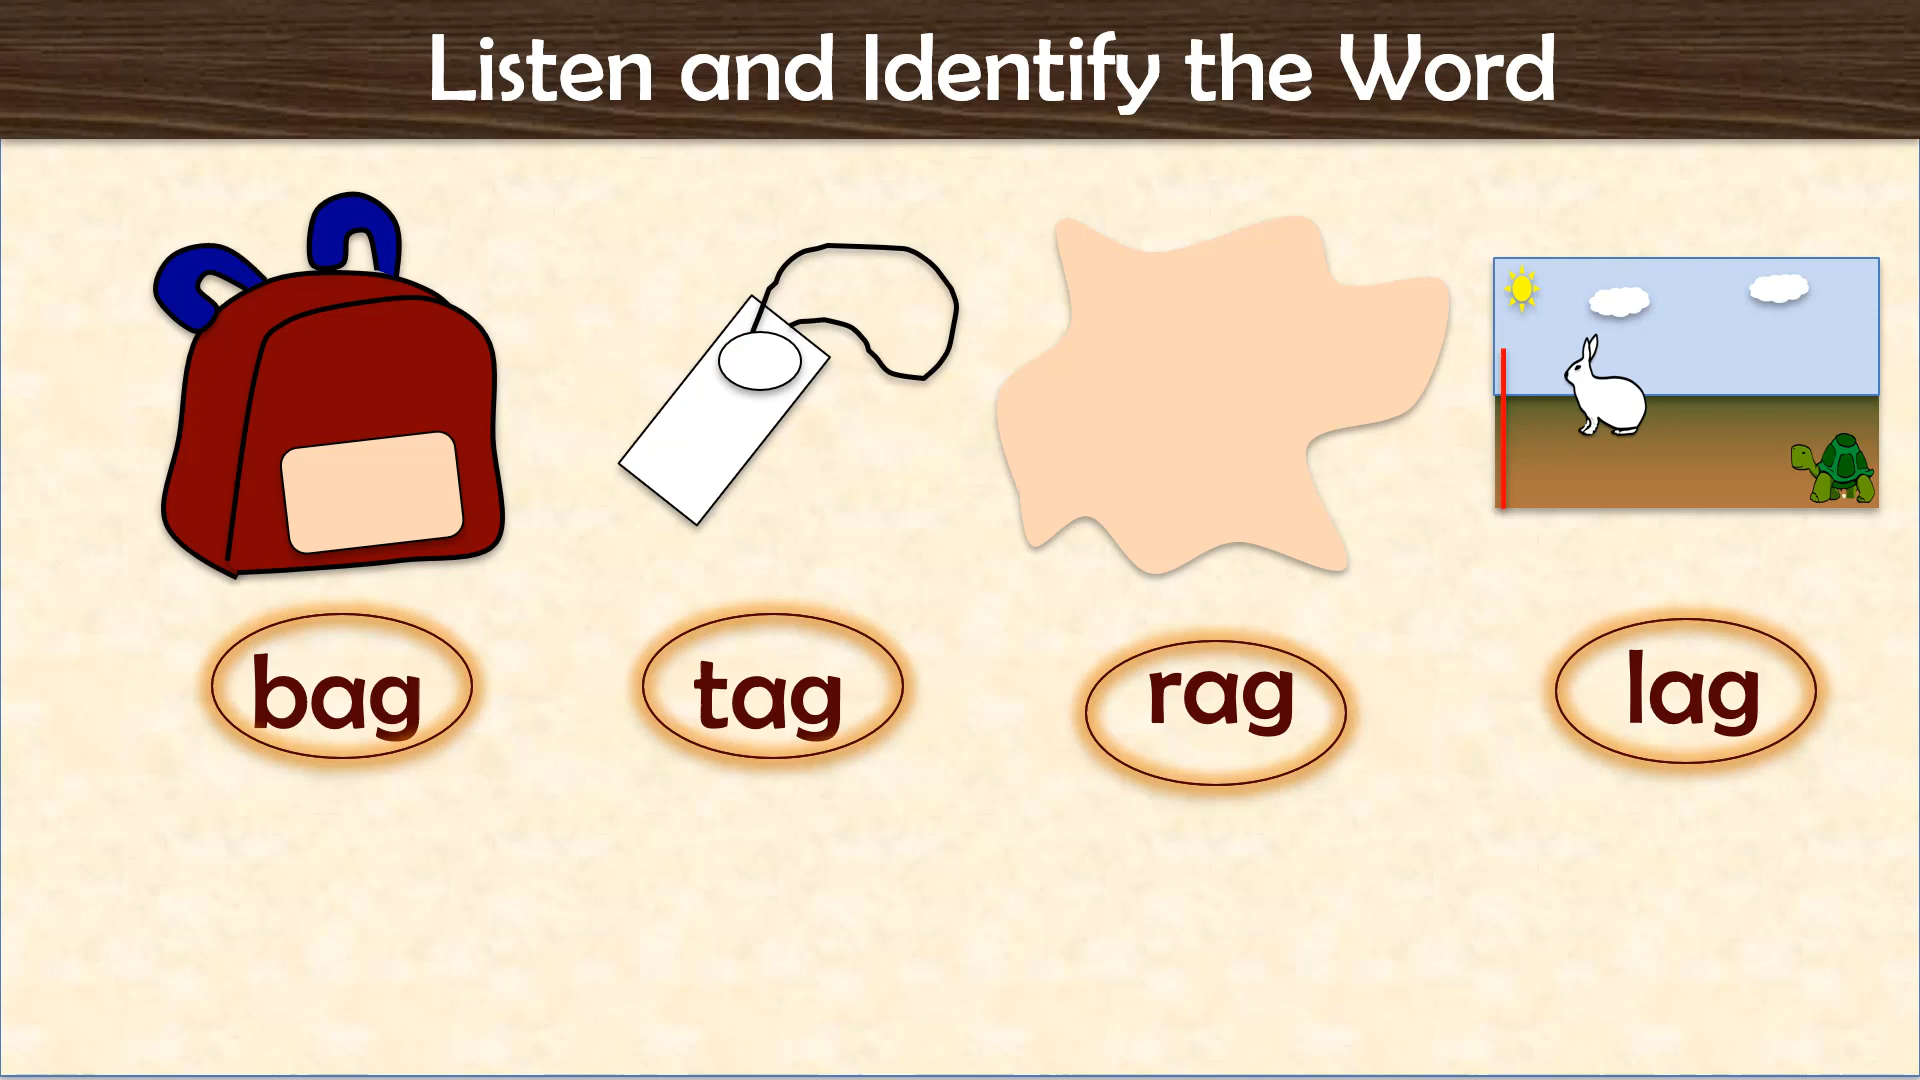 Listen and Identify the Word
bag
tag
rag
lag